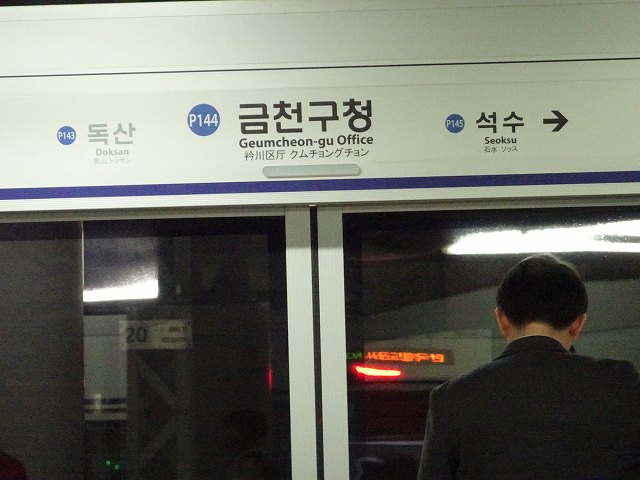 P143 독산
Doksan
禿山 トッサン
P144 금천구청
Geumcheon-gu Office
衿川区庁 クムチョングチョン
P145 석수
Seoksu
石水 ソッス
20